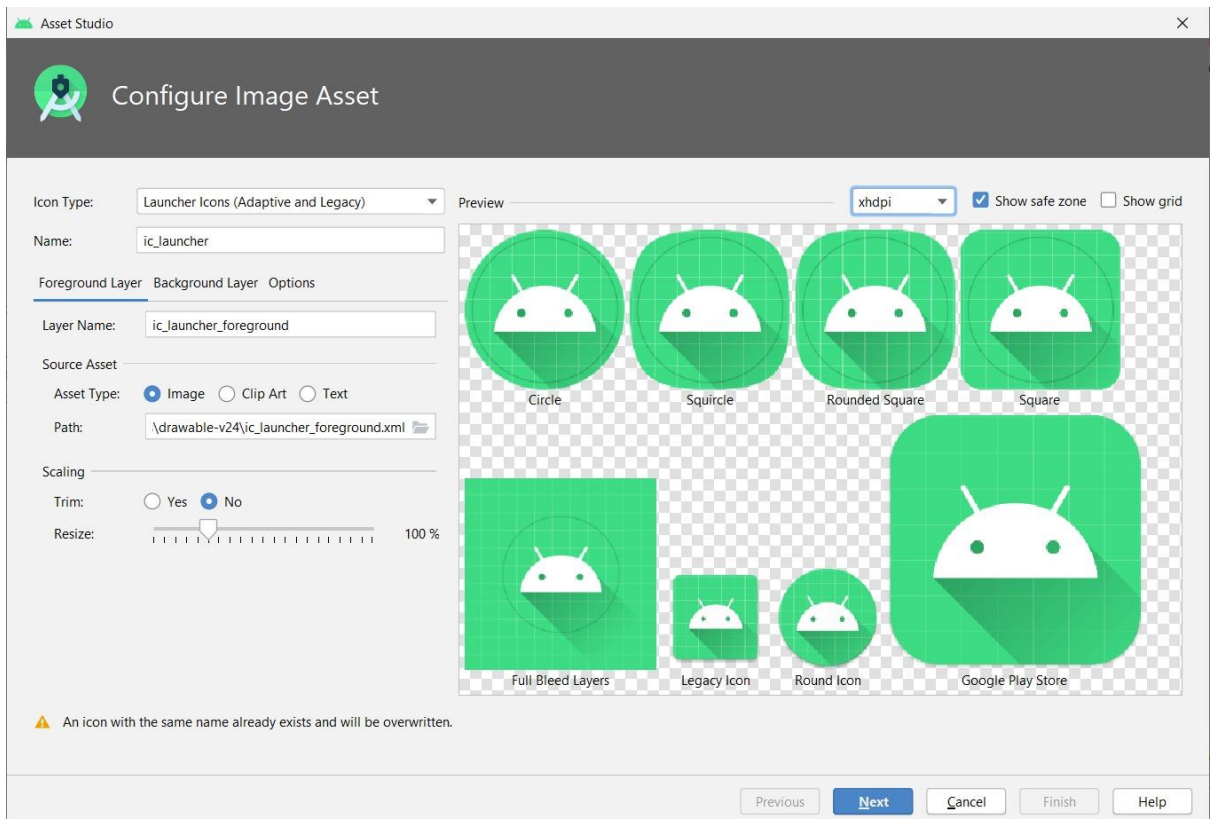 Asset Studio
Configure Image Asset
Icon Type: Launcher Icons (Adaptive and Legacy)
Name: ic_launcher
Foreground Layer Background Layer Options
Layer Name: ic_launcher_foreground
Source Asset
Asset Type: Image Clip Art Text
Path: \drawable-v24\ic_launcher_foreground.xml
Scaling
Trim: Yes No
Resize: 100 %
Preview xhdpi Show safe zone Show grid
Circle Squircle Rounded Square Square
Full Bleed Layers Legacy Icon Round Icon Google Play Store
An icon with the same name already exists and will be overwritten.
Previous Next Cancel Finish Help